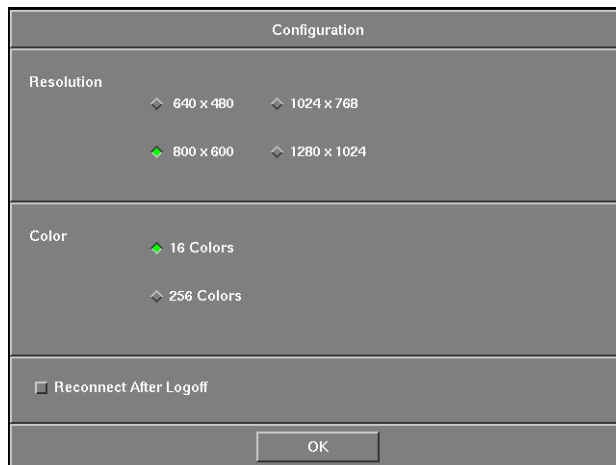 Configuration
Resolution
640 x 480 1024 x 768
800 x 600 1280 x 1024
Color
16 Colors
256 Colors
Reconnect After Logoff
OK